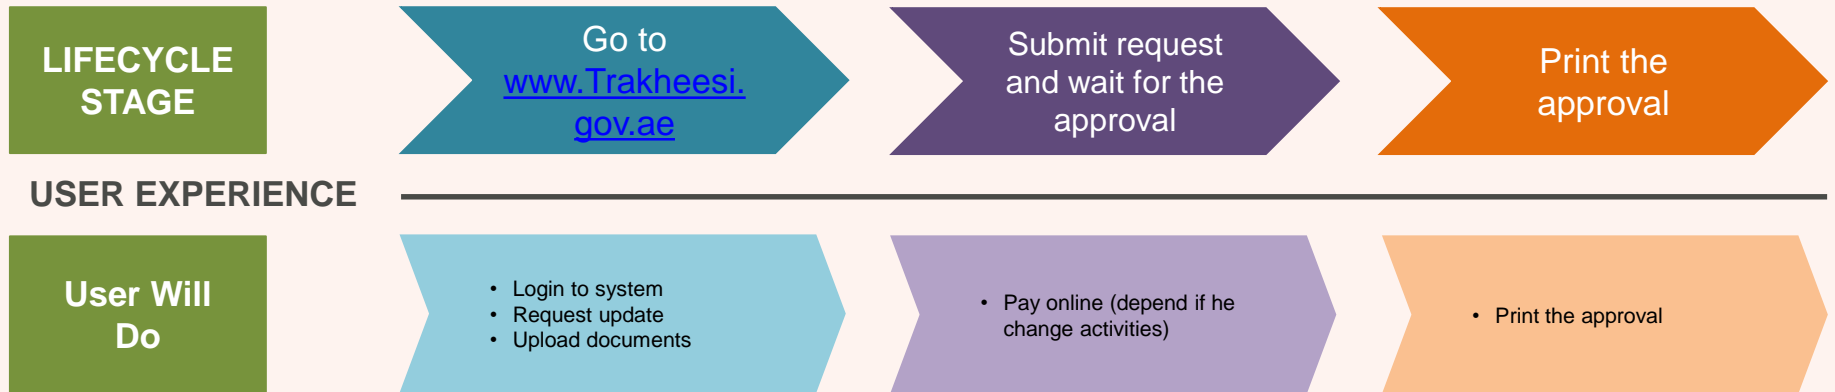 LIFECYCLE
STAGE
Go to
www.Trakheesi.
gov.ae
Submit request
and wait for the
approval
Print the
approval
USER EXPERIENCE
User Will
Do
• Login to system
• Request update
• Upload documents
• Pay online (depend if he
change activities)
• Print the approval